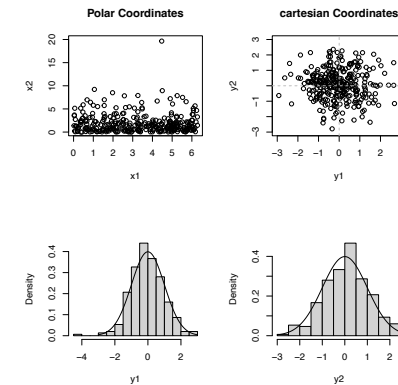 Polar Coordinates
x2
0 5 10 15 20
0 1 2 3 4 5 6
x1
cartesian Coordinates
y2
−3 −1 1 3
−3 −2 −1 0 1 2
y1
Density
0.0 0.1 0.2 0.3 0.4
−4 −2 0 2
y1
Density
0.0 0.2 0.4
−3 −2 −1 0 1 2 3
y2